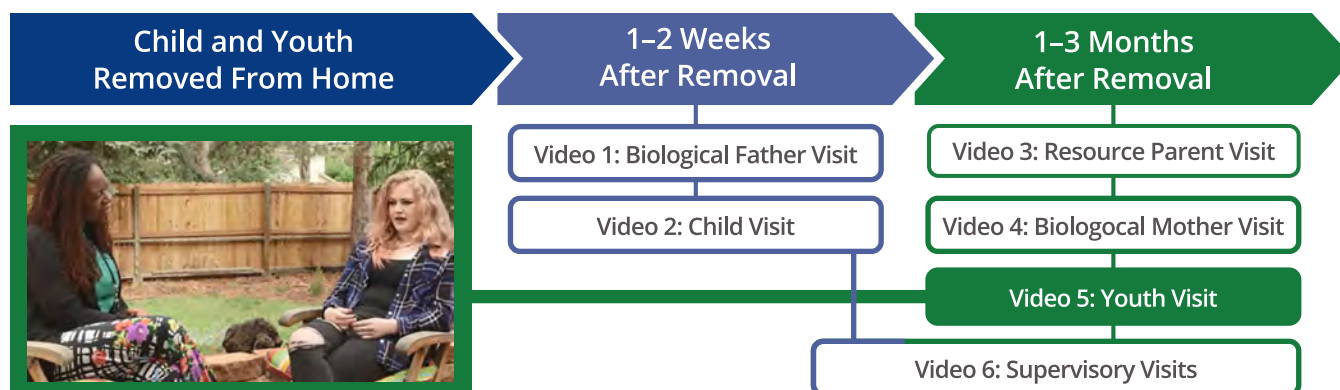 Child and Youth
Removed From Home
1–2 Weeks
After Removal
1–3 Months
After Removal
Video 1: Biological Father Visit
Video 2: Child Visit
Video 3: Resource Parent Visit
Video 4: Biologocal Mother Visit
Video 5: Youth Visit
Video 6: Supervisory Visits